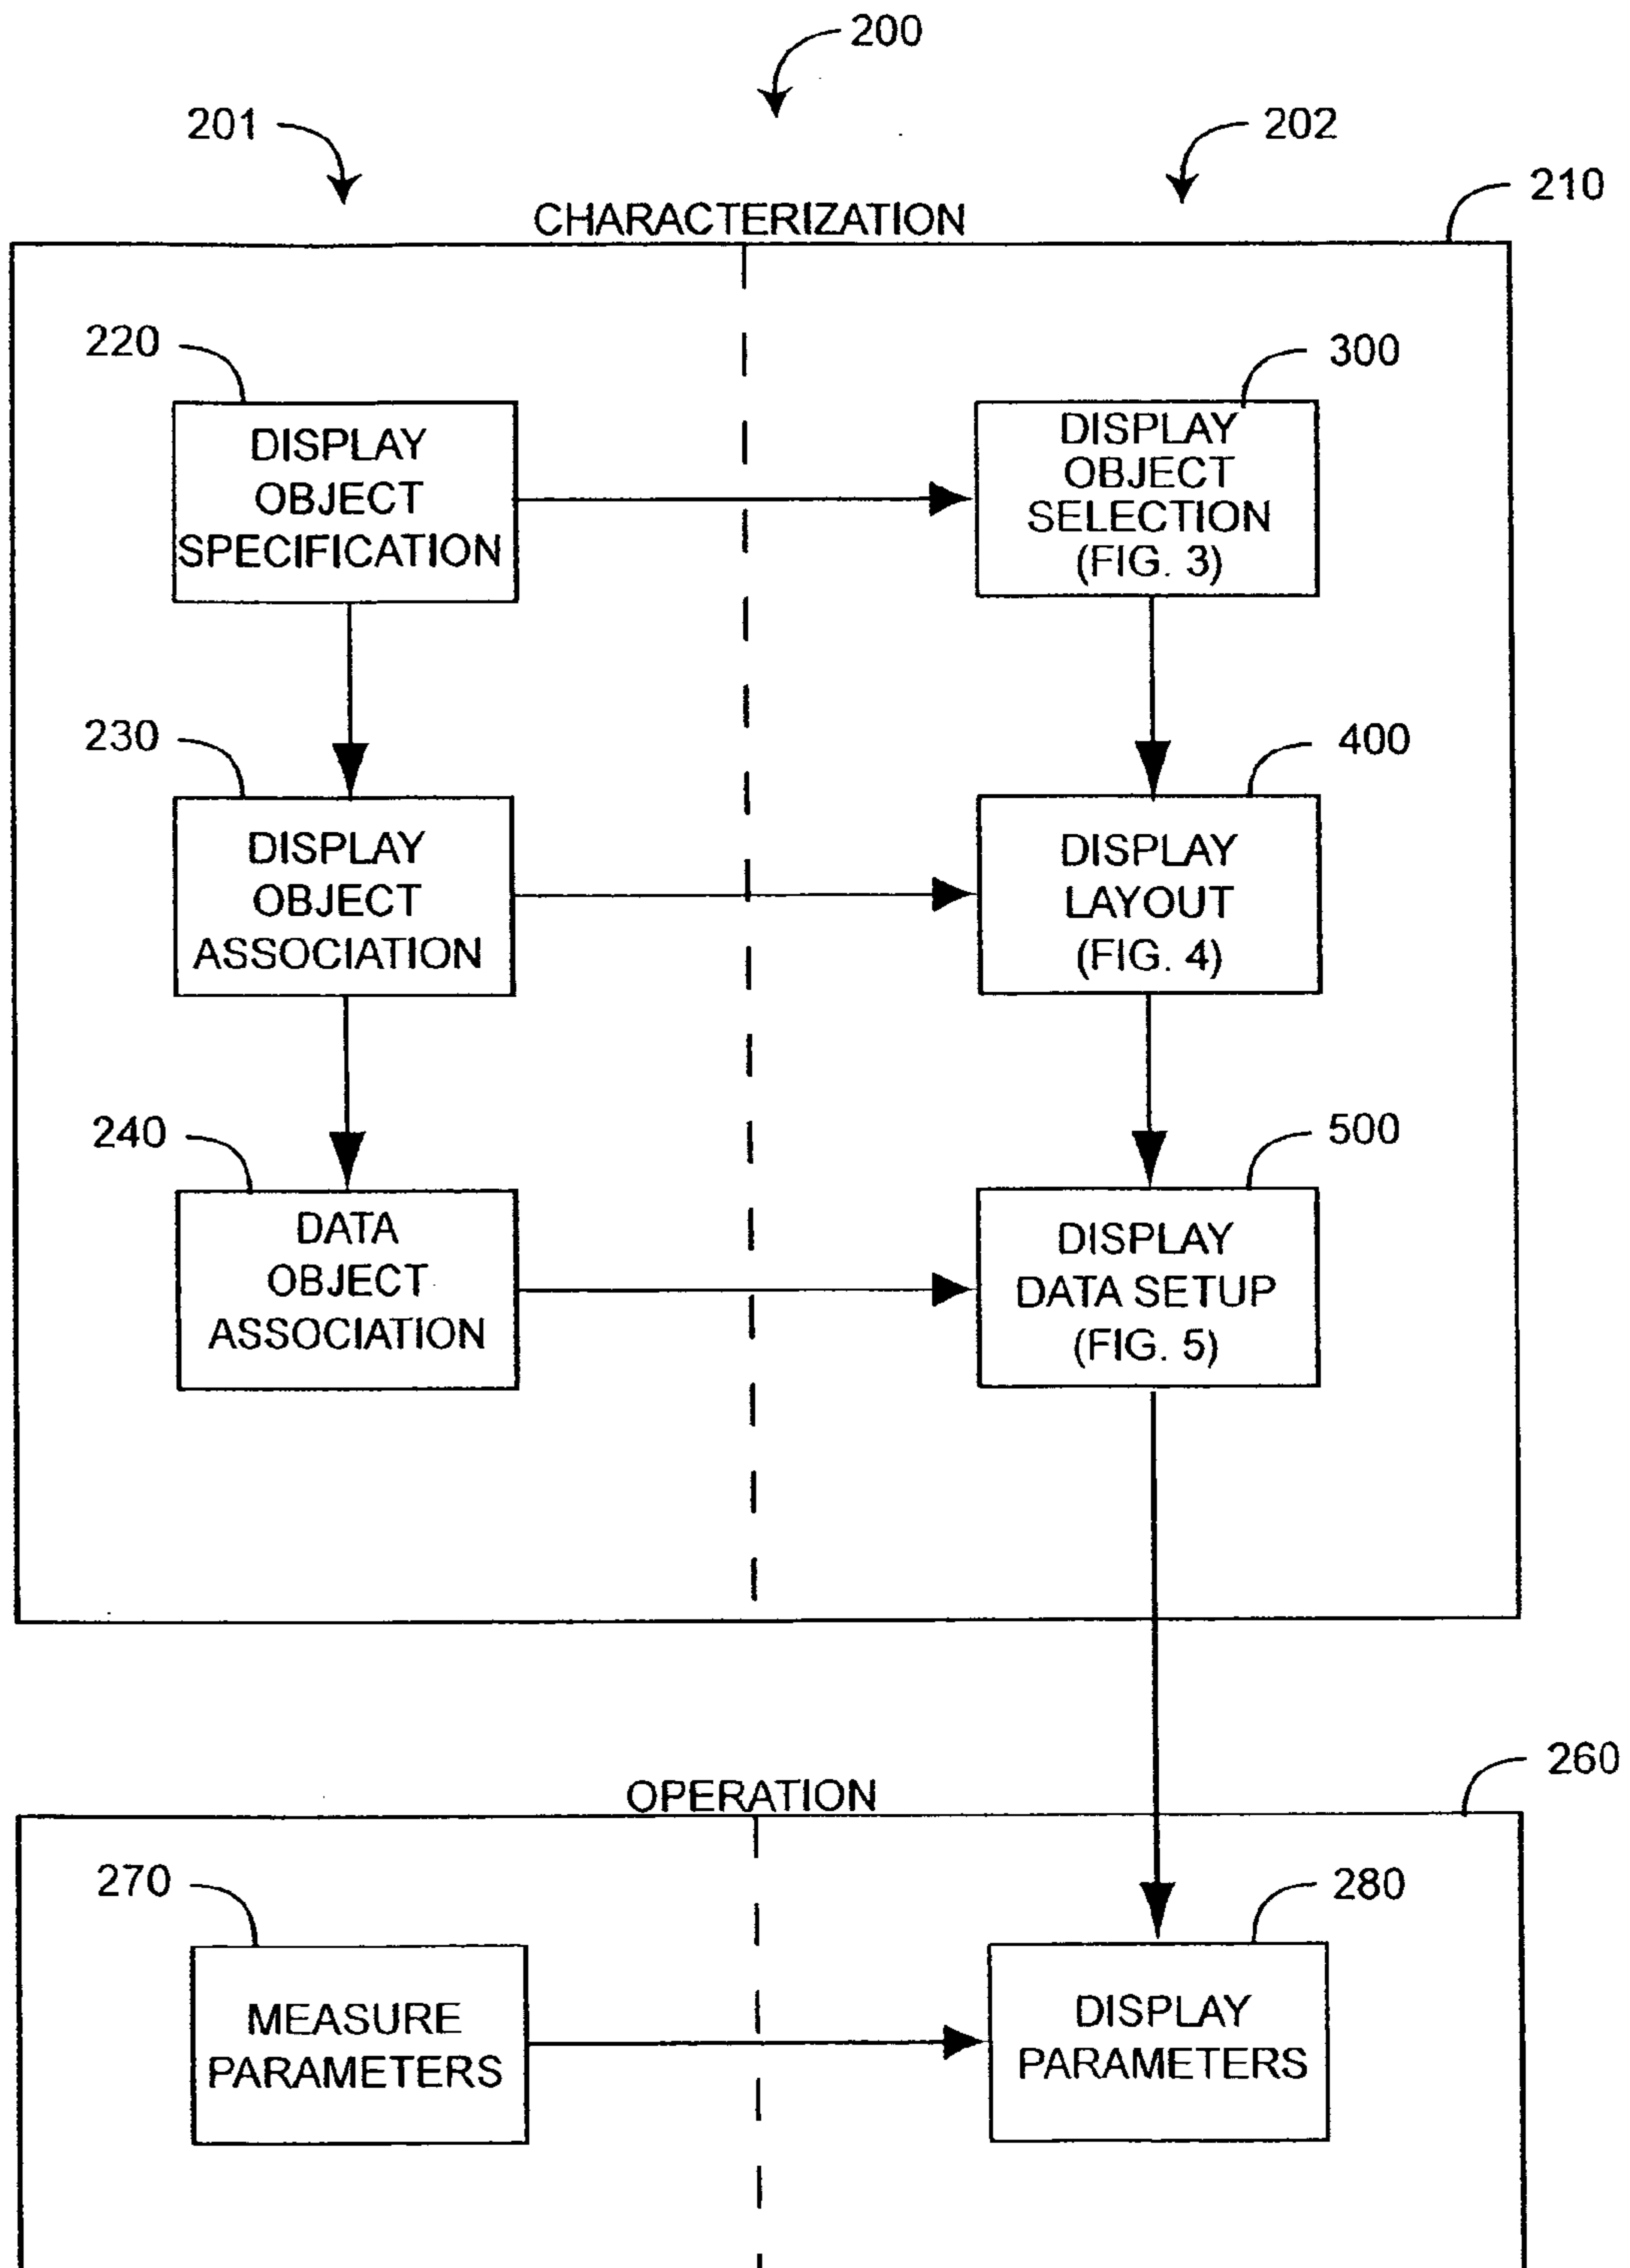 200
201
202
210
CHARACTERIZATION
220
300
DISPLAY
OBJECT
SPECIFICATION
DISPLAY
OBJECT
SELECTION
(FIG. 3)
230
400
DISPLAY
OBJECT
ASSOCIATION
DISPLAY
LAYOUT
(FIG. 4)
240
500
DATA
OBJECT
ASSOCIATION
DISPLAY
DATA SETUP
(FIG. 5)
260
OPERATION
270
280
MEASURE
PARAMETERS
DISPLAY
PARAMETERS